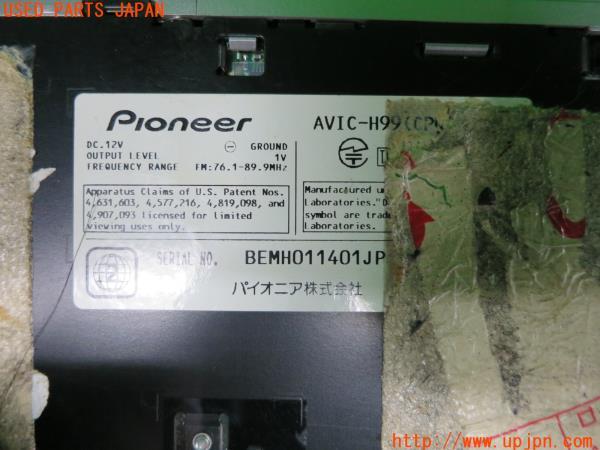 USED PARTS JAPAN
Pioneer
AVIC-H99(CPU
DC.12V
GROUND
OUTPUT LEVEL
1V
FREQUENCY RANGE FM:76.1-89.9MHz
Apparatus Claims of U.S. Patent Nos.
4,631,603, 4,577,216, 4,819,098, and
4,907,093 licensed for limited
viewing uses only.
Manufactured
Laboratories."D
symbol are trad
Laboratories.
SERIAL NO. BEMH011401JP
2
パイオニア株式会社
http://www.upjpn.com/